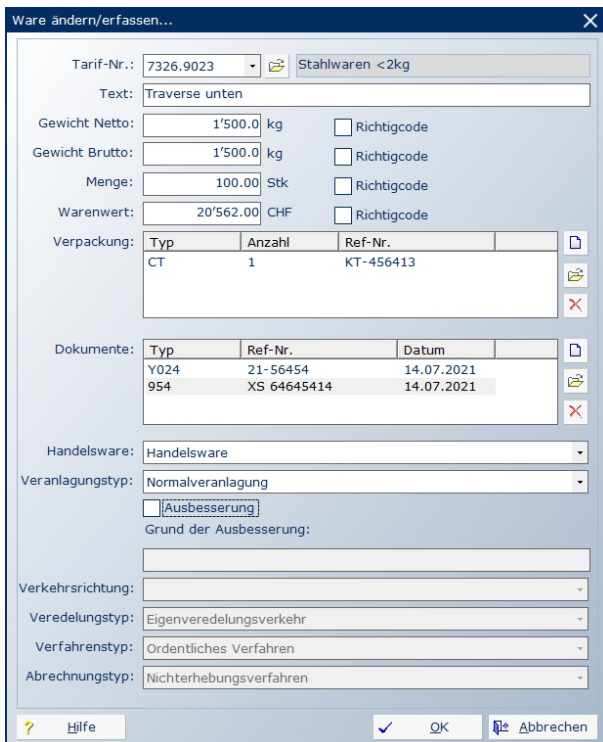 Ware ändern/erfassen...
Tarif-Nr.: 7326.9023 Stahlwaren <2kg
Text: Traverse unten
Gewicht Netto: 1'500.0 kg Richtigcode
Gewicht Brutto: 1'500.0 kg Richtigcode
Menge: 100.00 Stk Richtigcode
Warenwert: 20'562.00 CHF Richtigcode
Verpackung: Typ Anzahl Ref-Nr.
CT 1 KT-456413
Dokumente: Typ Ref-Nr. Datum
Y024 21-56454 14.07.2021
954 XS 64645414 14.07.2021
Handelsware: Handelsware
Veranlagungstyp: Normalveranlagung
Ausbesserung
Grund der Ausbesserung:
Verkehrsrichtung:
Veredelungstyp: Eigenveredelungsverkehr
Verfahrenstyp: Ordentliches Verfahren
Abrechnungstyp: Nichterhebungsverfahren
? Hilfe OK Abbrechen